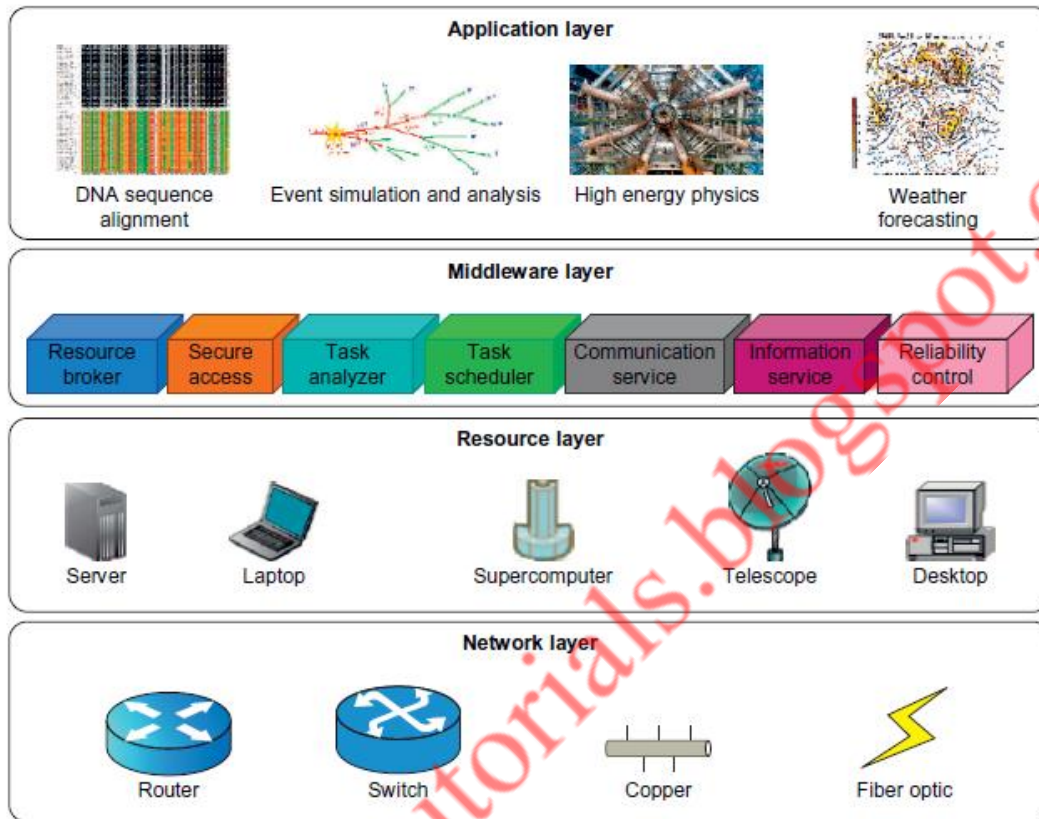 Application layer
DNA sequence
alignment
Event simulation and analysis
High energy physics
Weather
forecasting
Middleware layer
Resource
broker
Secure
access
Task
analyzer
Task
scheduler
Communication
service
Information
service
Reliability
control
Resource layer
Server
Laptop
Supercomputer
Telescope
Desktop
Network layer
Router
Switch
Copper
Fiber optic